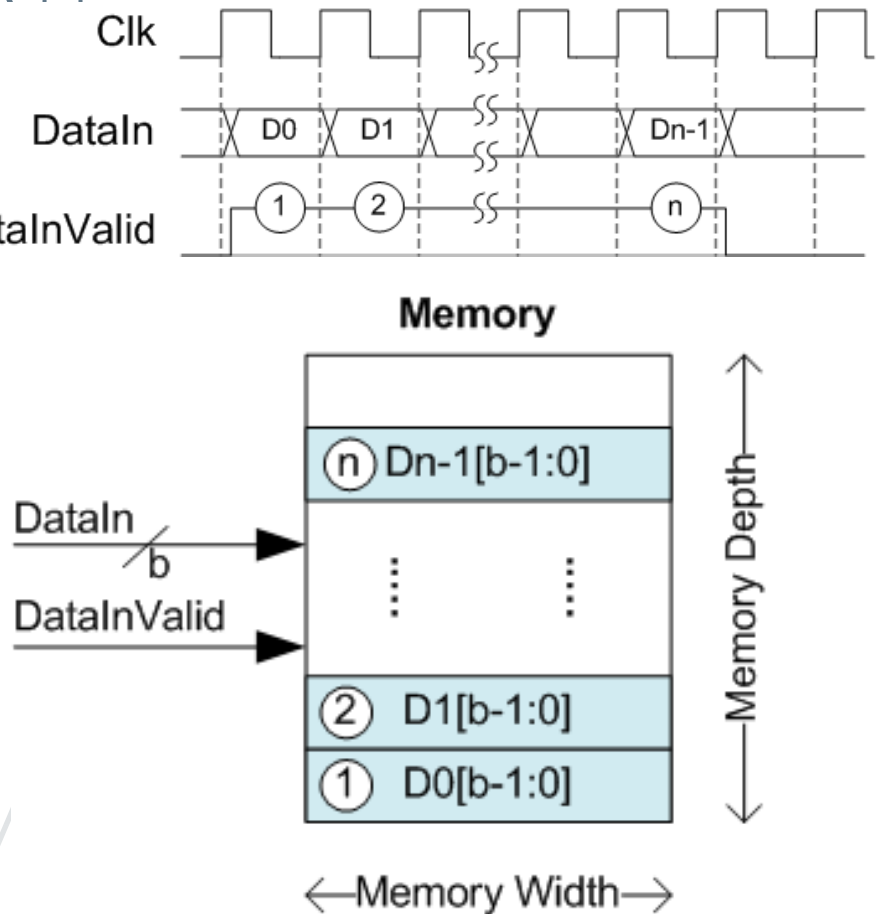 Clk
DataIn
D0
D1
Dn-1
taInValid
1
2
n
Memory
n Dn-1[b-1:0]
DataIn
b
DataInValid
2 D1[b-1:0]
1 D0[b-1:0]
Memory Depth
Memory Width